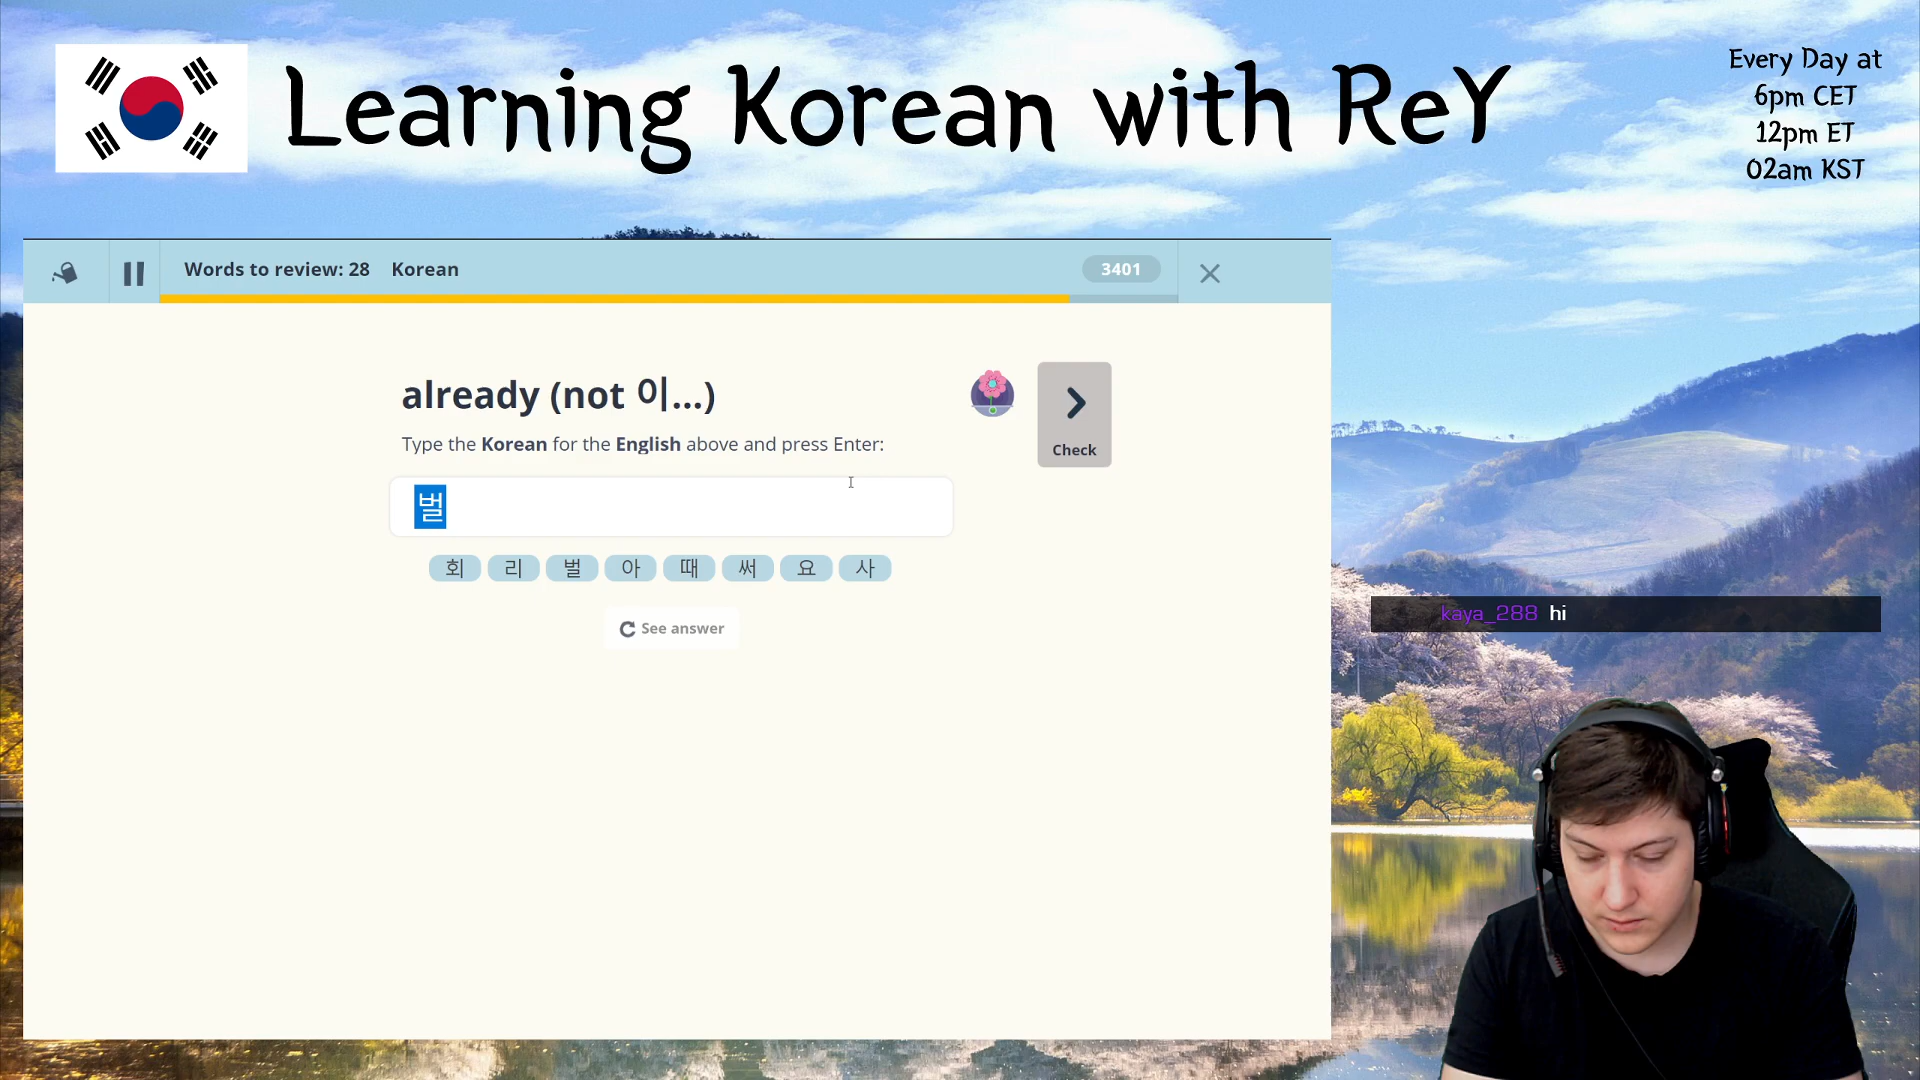 Learning Korean with ReY
Every Day at
6pm CET
12pm ET
02am KST
Words to review: 28 Korean
3401
already (not 이...)
Type the Korean for the English above and press Enter:
Check
벌
회 리 벌 아 때 써 요 사
See answer
kaya_288 hi